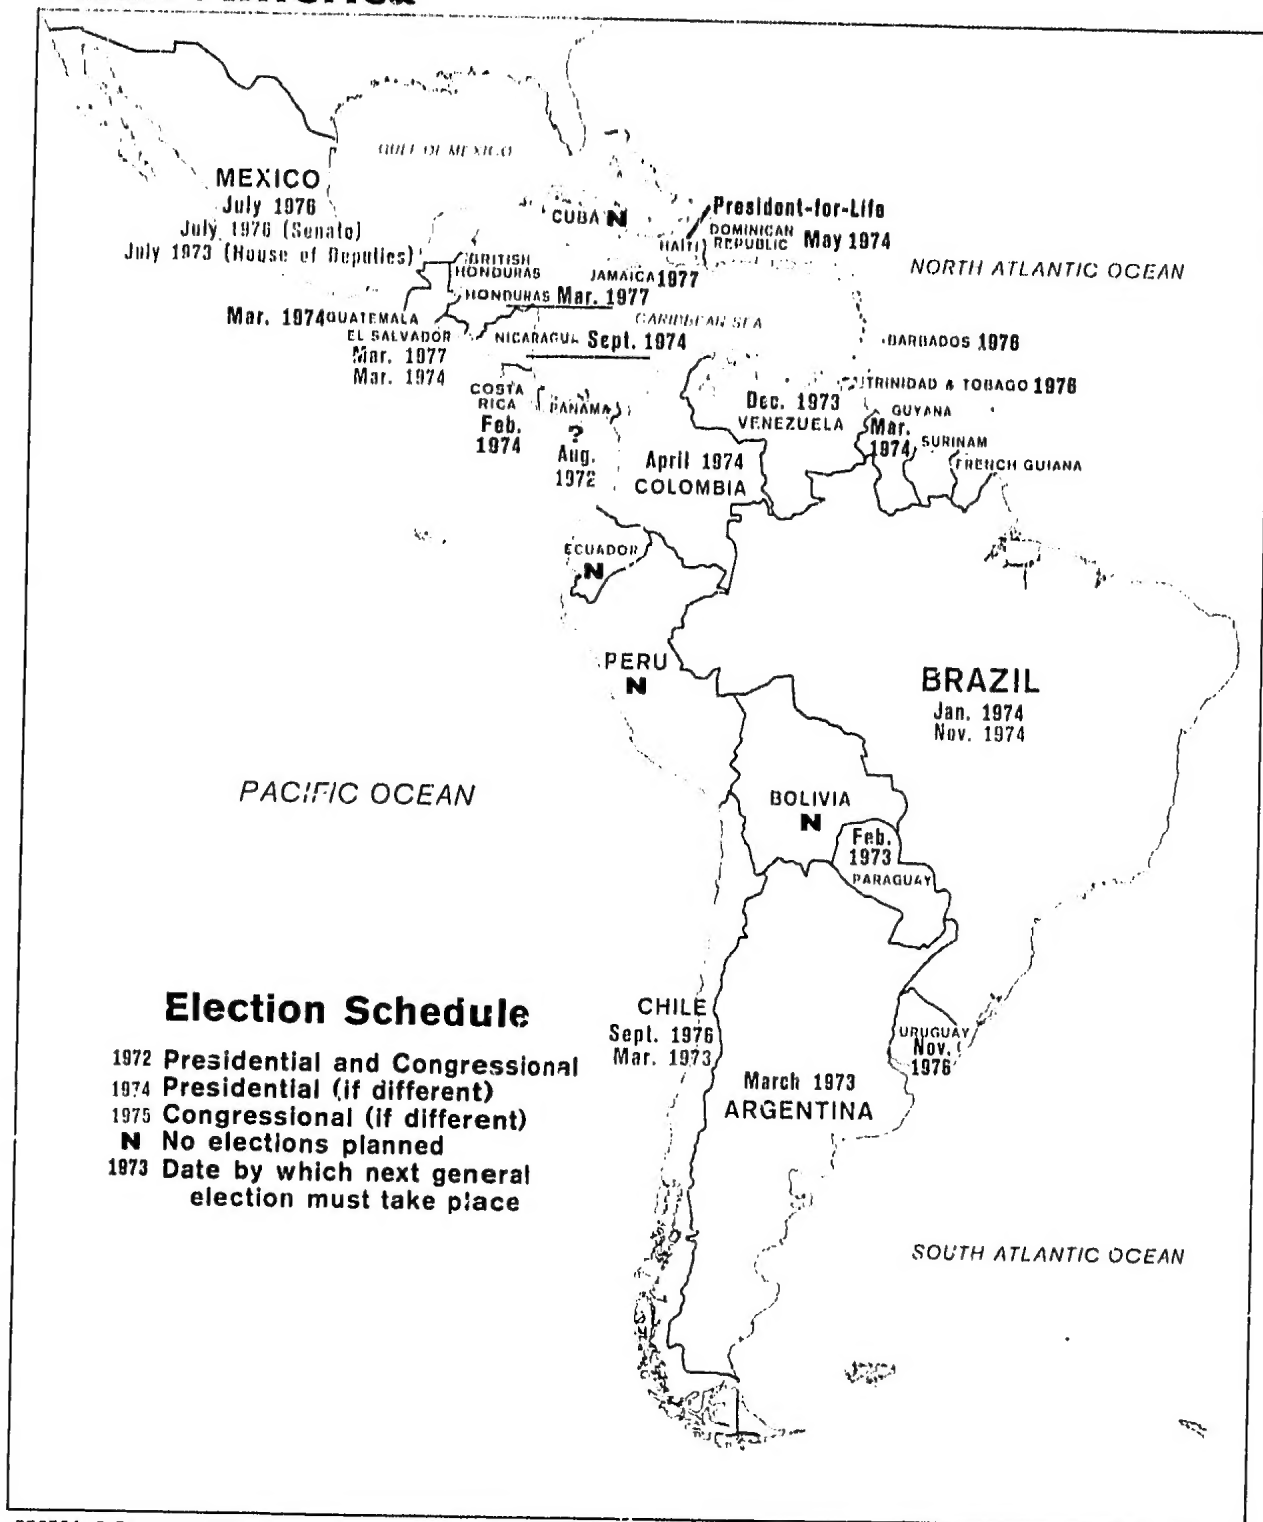 GULF OF MEXICO
MEXICO
July 1976
July 1976 (Senate)
July 1973 (House of Deputies)
CUBA N
President-for-Life
HAITI
DOMINICAN
REPUBLIC May 1974
NORTH ATLANTIC OCEAN
BRITISH
HONDURAS
JAMAICA 1977
HONDURAS Mar. 1977
Mar. 1974 GUATEMALA
CARIBBEAN SEA
EL SALVADOR
Mar. 1977
Mar. 1974
NICARAGUA Sept. 1974
BARBADOS 1976
TRINIDAD & TOBAGO 1976
COSTA
RICA
Feb.
1974
PANAMA
?
Aug.
1972
Dec. 1973
VENEZUELA
GUYANA
Mar.
1974
SURINAM
FRENCH GUIANA
April 1974
COLOMBIA
ECUADOR
N
PERU
N
BRAZIL
Jan. 1974
Nov. 1974
PACIFIC OCEAN
BOLIVIA
N
Feb.
1973
PARAGUAY
CHILE
Sept. 1976
Mar. 1973
URUGUAY
Nov.
1976
March 1973
ARGENTINA
Election Schedule
1972 Presidential and Congressional
1974 Presidential (if different)
1975 Congressional (if different)
N No elections planned
1973 Date by which next general
election must take place
SOUTH ATLANTIC OCEAN